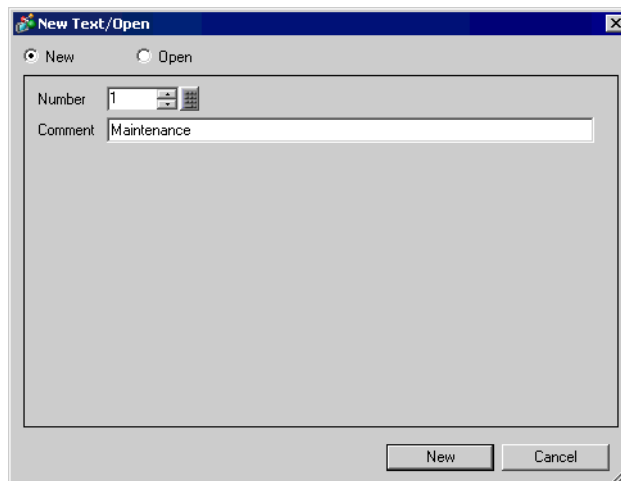 New Text/Open
New Open
Number 1
Comment Maintenance
New Cancel